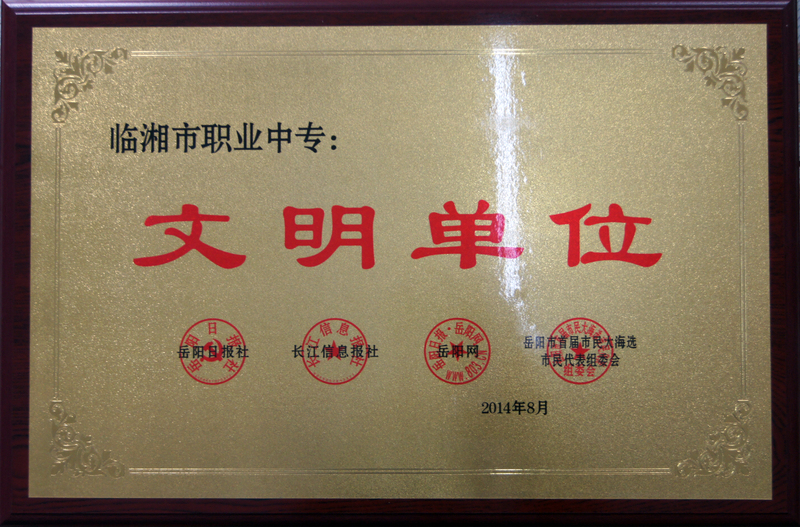 临湘市职业中专：
文明单位
岳阳日报社
长江信息报社
岳阳网
岳阳市首届市民大海选
市民代表组委会
2014年8月